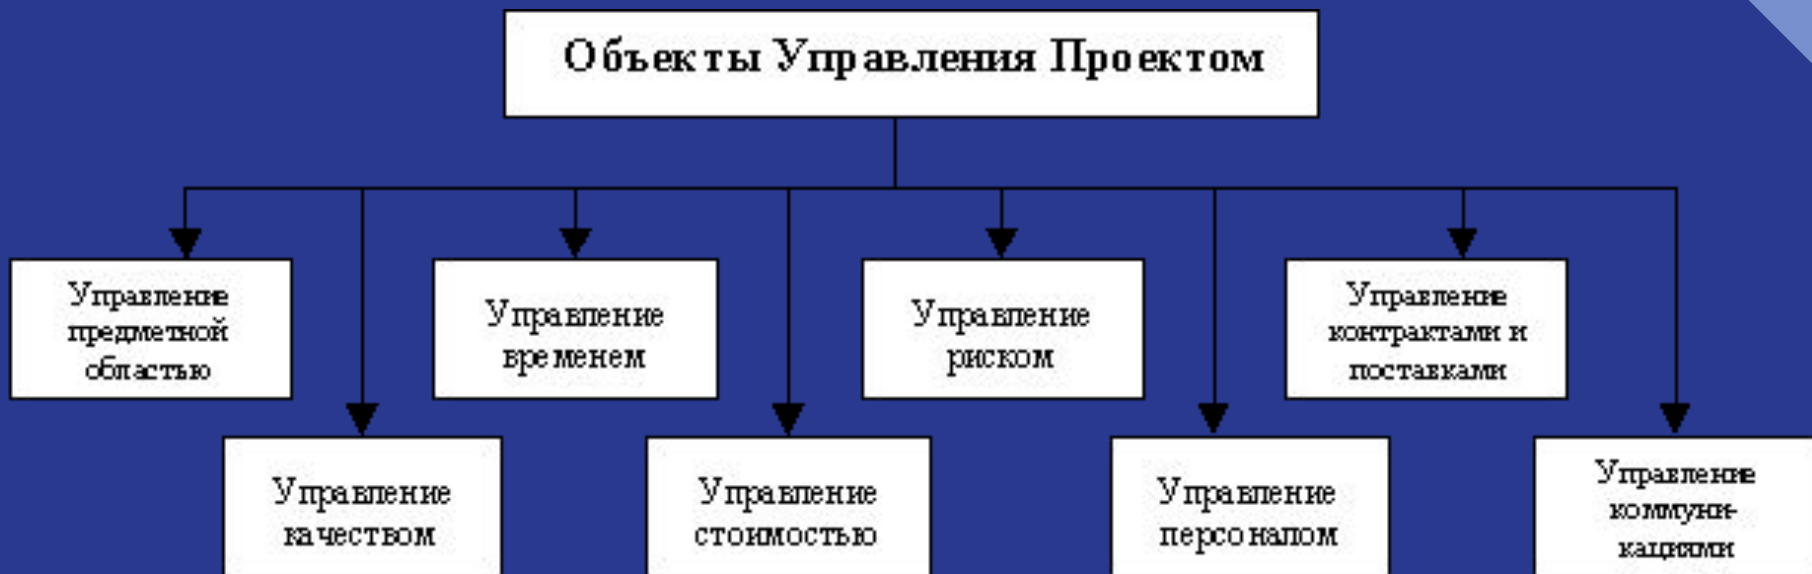 Объекты Управления Проектом
Управление
предметной
областью
Управление
временем
Управление
риском
Управление
контрактами и
поставками
Управление
качеством
Управление
стоимостью
Управление
персоналом
Управление
коммуни-
кациями